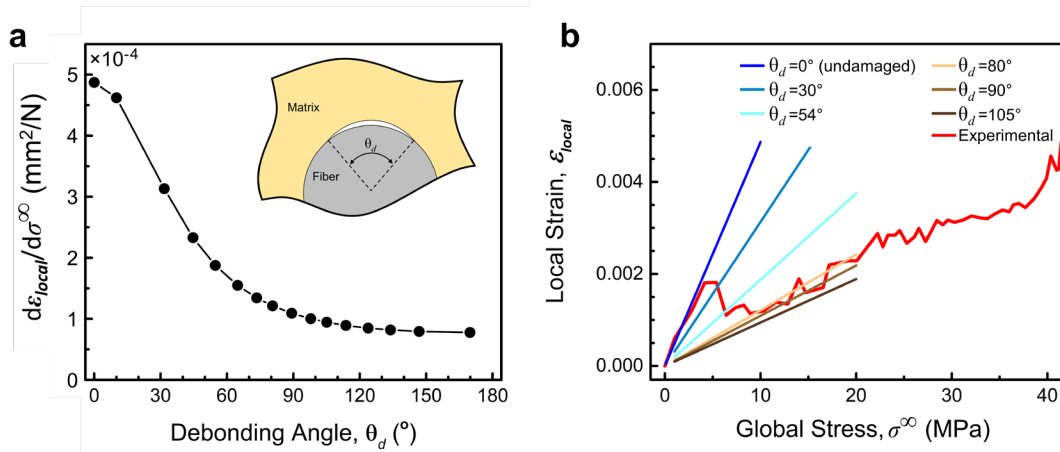 a
×10⁻⁴
5
4
3
2
1
0
0 30 60 90 120 150 180
dε_local/dσ^∞ (mm²/N)
Debonding Angle, θ_d (°)
Matrix
θ_d
Fiber
b
0.006
0.004
0.002
0.000
0 10 20 30 40
Local Strain, ε_local
Global Stress, σ^∞ (MPa)
θ_d=0° (undamaged)
θ_d=30°
θ_d=54°
θ_d=80°
θ_d=90°
θ_d=105°
Experimental